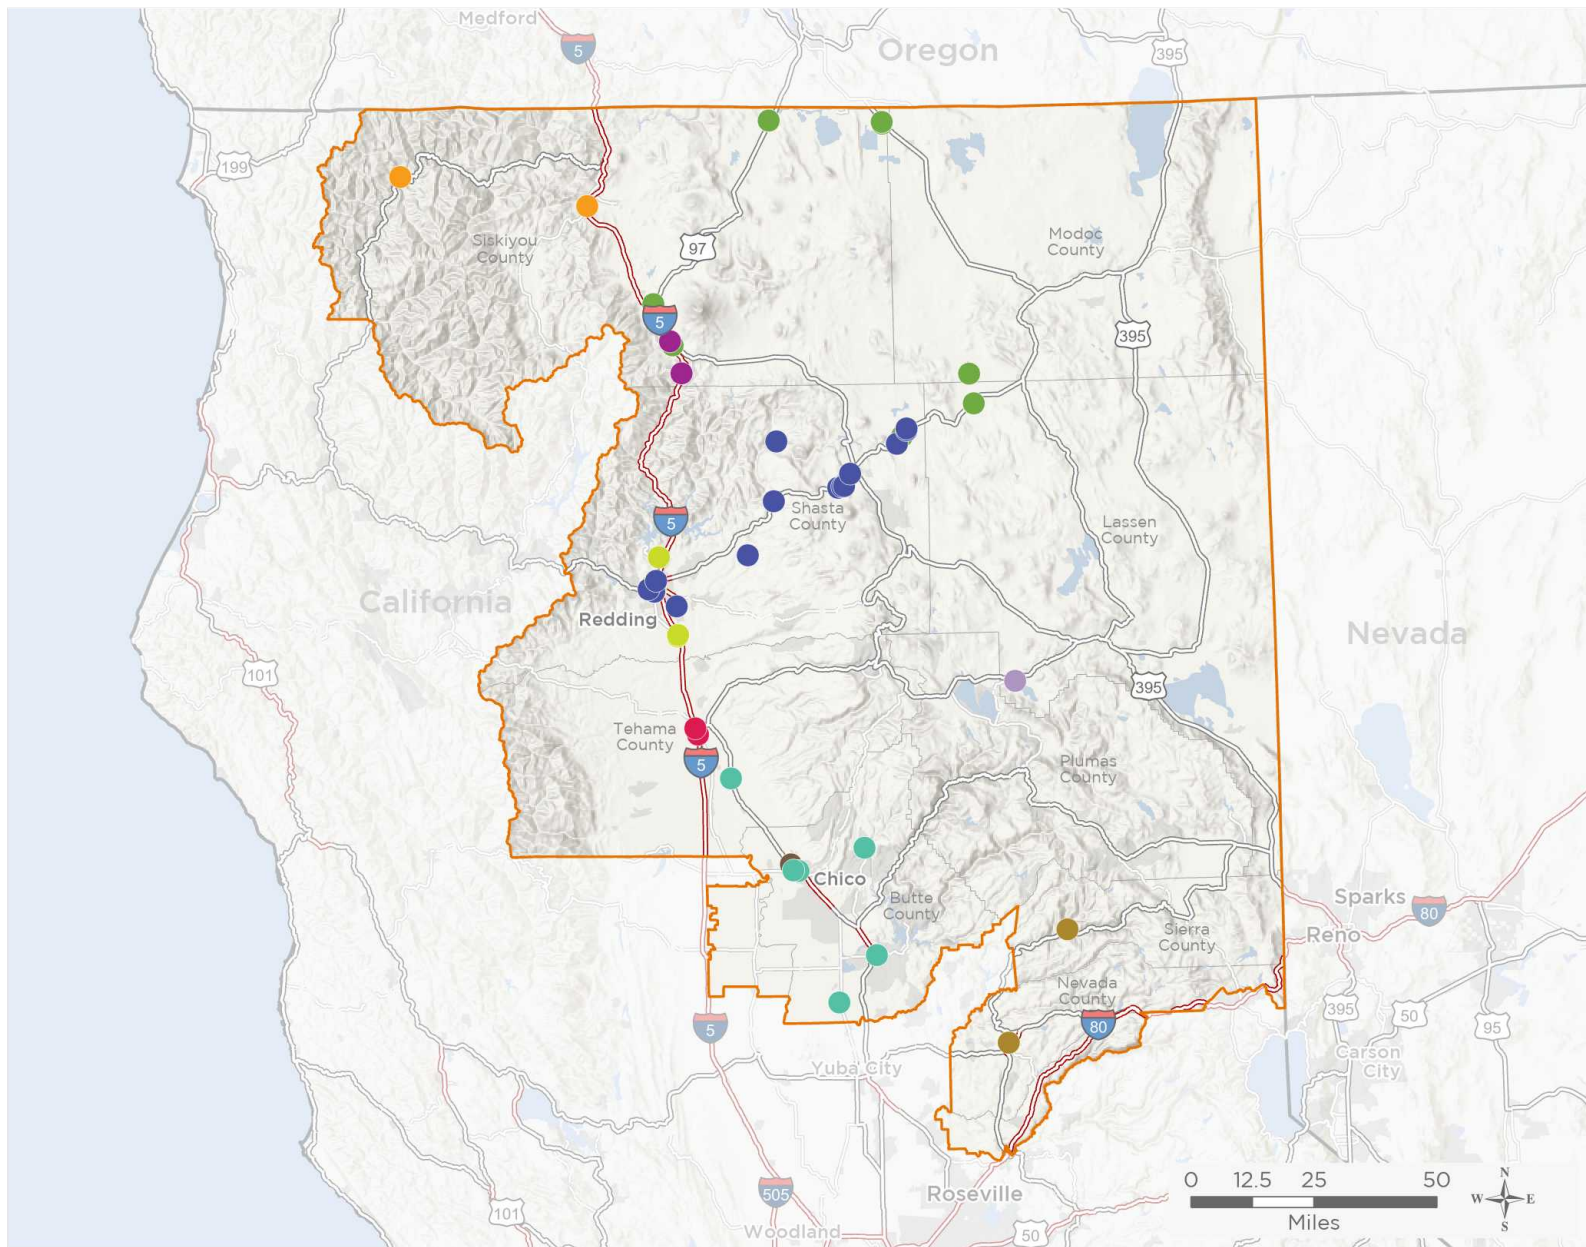 Medford
5
Oregon
395
199
Siskiyou
County
97
Modoc
County
5
395
Shasta
County
5
Lassen
County
California
Redding
Nevada
101
395
Tehama
County
5
Plumas
County
Chico
Butte
County
Sparks
80
Reno
Sierra
County
Nevada
County
80
5
395
50
95
Yuba City
Carson
City
505
Roseville
101
Woodland
50
0 12.5 25 50
Miles
N
W E
S